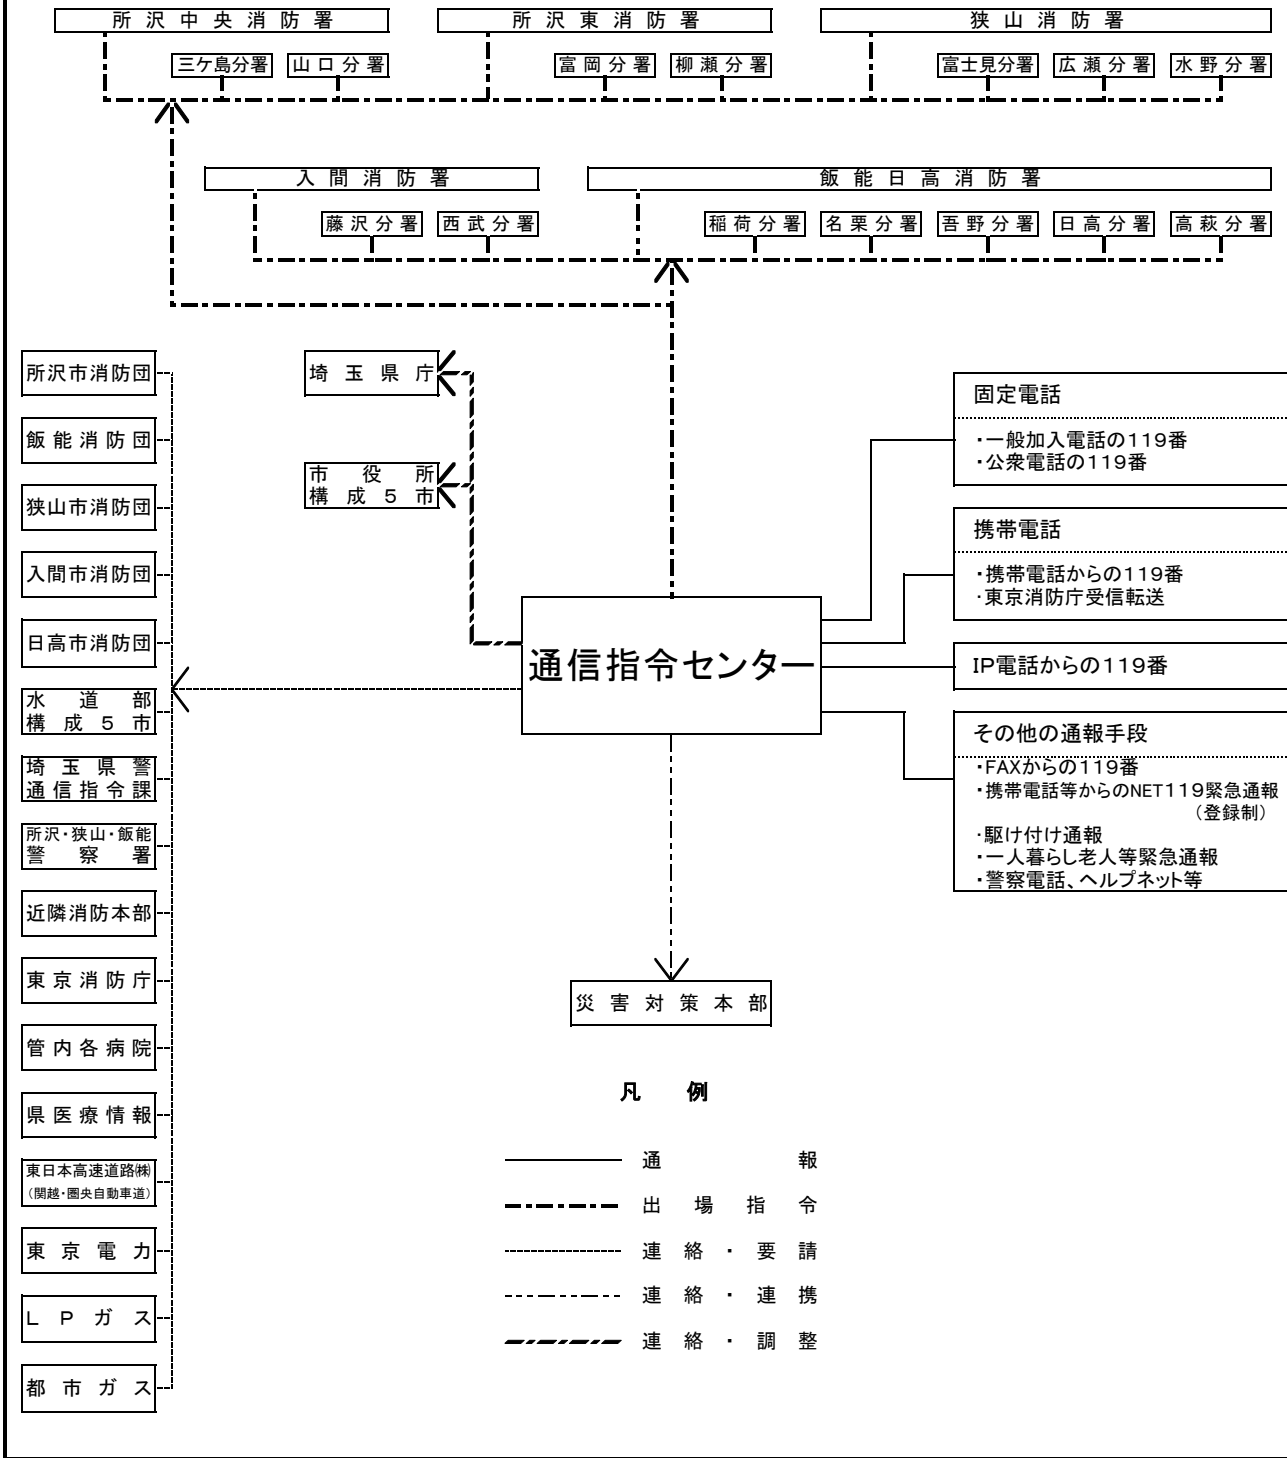 所沢中央消防署
所沢東消防署
狭山消防署
三ケ島分署
山口分署
富岡分署
柳瀬分署
富士見分署
広瀬分署
水野分署
入間消防署
飯能日高消防署
藤沢分署
西武分署
稲荷分署
名栗分署
吾野分署
日高分署
高萩分署
所沢市消防団
飯能消防団
狭山市消防団
入間市消防団
日高市消防団
水道部
構成5市
埼玉県警
通信指令課
所沢・狭山・飯能
警察署
近隣消防本部
東京消防庁
管内各病院
県医療情報
東日本高速道路㈱
（関越・圏央自動車道）
東京電力
LPガス
都市ガス
埼玉県庁
市役所
構成5市
通信指令センター
固定電話
・一般加入電話の119番
・公衆電話の119番
携帯電話
・携帯電話からの119番
・東京消防庁受信転送
IP電話からの119番
その他の通報手段
・FAXからの119番
・携帯電話等からのNET119緊急通報
（登録制）
・駆け付け通報
・一人暮らし老人等緊急通報
・警察電話、ヘルプネット等
災害対策本部
凡例
通報
出場指令
連絡・要請
連絡・連携
連絡・調整